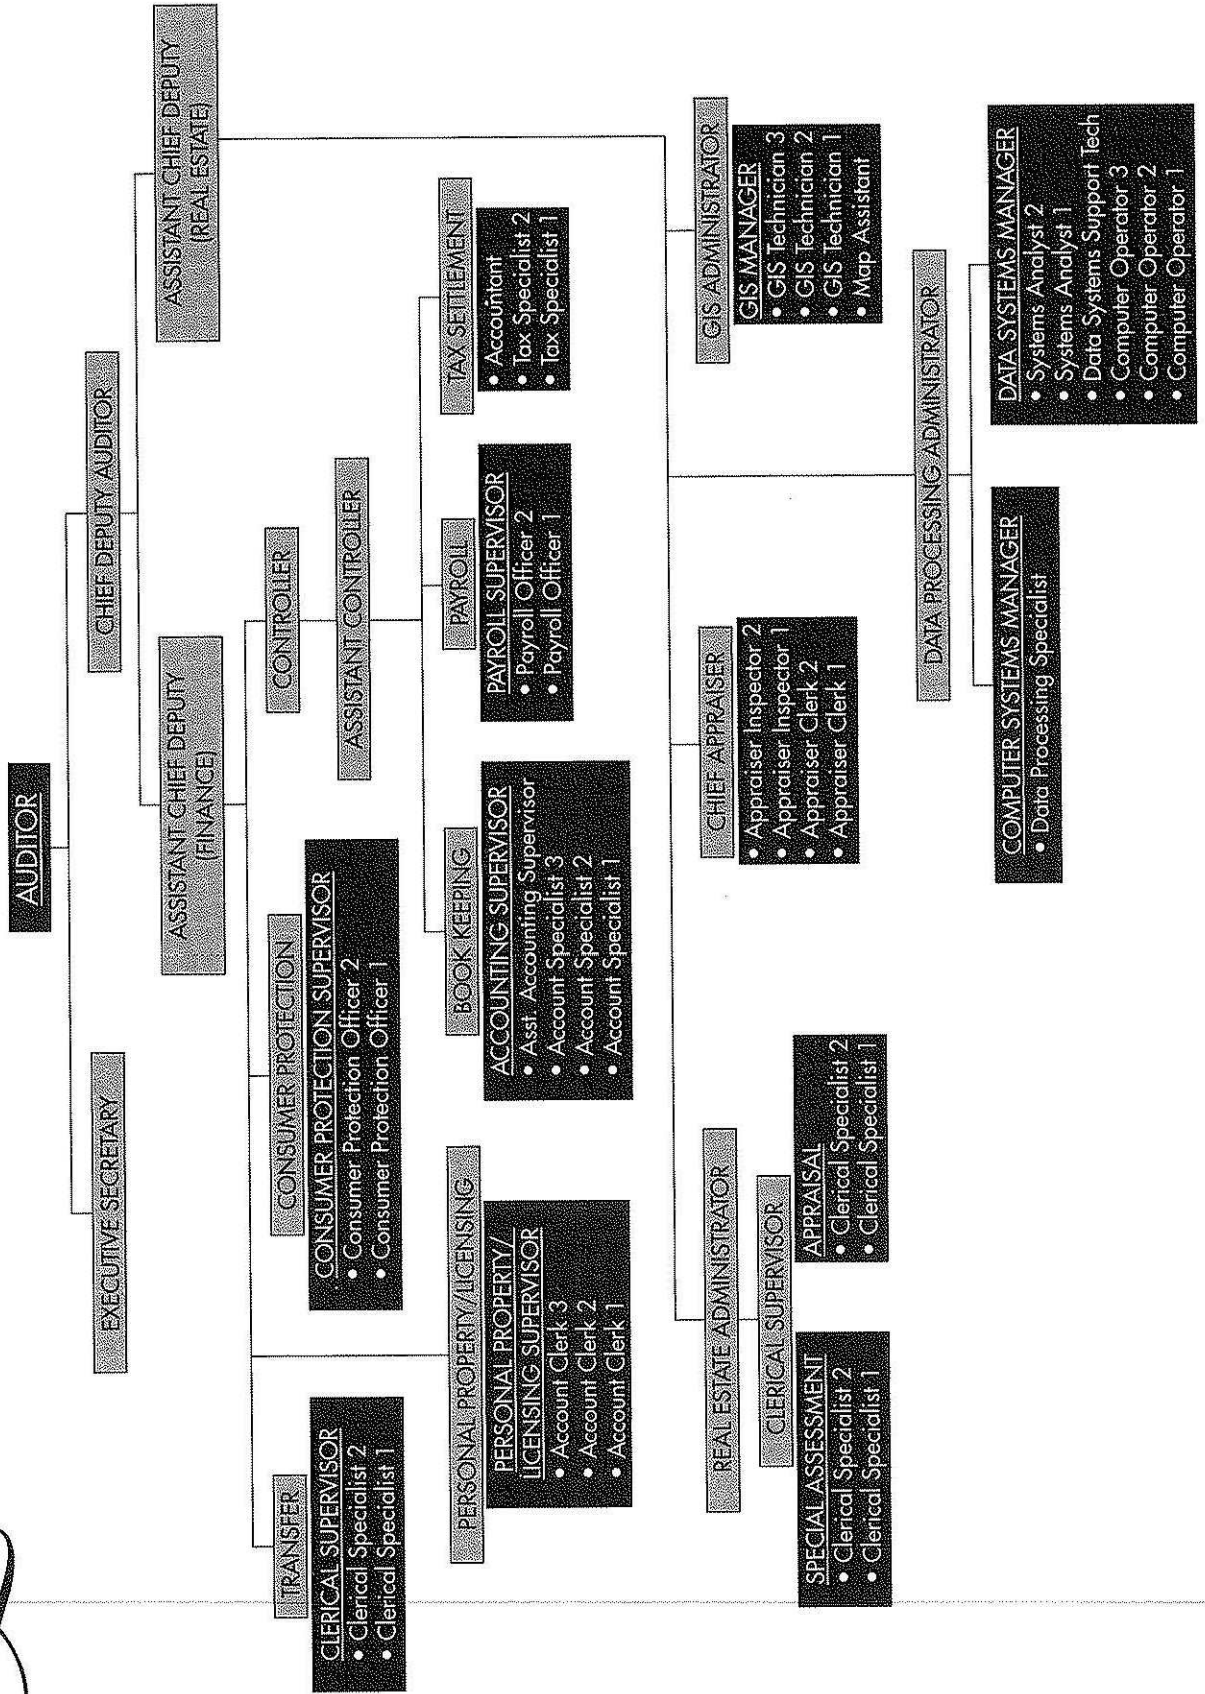 AUDITOR
EXECUTIVE SECRETARY
CHIEF DEPUTY AUDITOR
ASSISTANT CHIEF DEPUTY
(FINANCE)
ASSISTANT CHIEF DEPUTY
(REAL ESTATE)
TRANSFER
CLERICAL SUPERVISOR
• Clerical Specialist 2
• Clerical Specialist 1
CONSUMER PROTECTION
CONSUMER PROTECTION SUPERVISOR
• Consumer Protection Officer 2
• Consumer Protection Officer 1
CONTROLLER
ASSISTANT CONTROLLER
PERSONAL PROPERTY/LICENSING
PERSONAL PROPERTY/
LICENSING SUPERVISOR
• Account Clerk 3
• Account Clerk 2
• Account Clerk 1
BOOK KEEPING
ACCOUNTING SUPERVISOR
• Asst. Accounting Supervisor
• Account Specialist 3
• Account Specialist 2
• Account Specialist 1
PAYROLL
PAYROLL SUPERVISOR
• Payroll Officer 2
• Payroll Officer 1
TAX SETTLEMENT
• Accountant
• Tax Specialist 2
• Tax Specialist 1
REAL ESTATE ADMINISTRATOR
CLERICAL SUPERVISOR
SPECIAL ASSESSMENT
• Clerical Specialist 2
• Clerical Specialist 1
APPRAISAL
• Clerical Specialist 2
• Clerical Specialist 1
CHIEF APPRAISER
• Appraiser Inspector 2
• Appraiser Inspector 1
• Appraiser Clerk 2
• Appraiser Clerk 1
GIS ADMINISTRATOR
GIS MANAGER
• GIS Technician 3
• GIS Technician 2
• GIS Technician 1
• Map Assistant
DATA PROCESSING ADMINISTRATOR
COMPUTER SYSTEMS MANAGER
• Data Processing Specialist
DATA SYSTEMS MANAGER
• Systems Analyst 2
• Systems Analyst 1
• Data Systems Support Tech
• Computer Operator 3
• Computer Operator 2
• Computer Operator 1